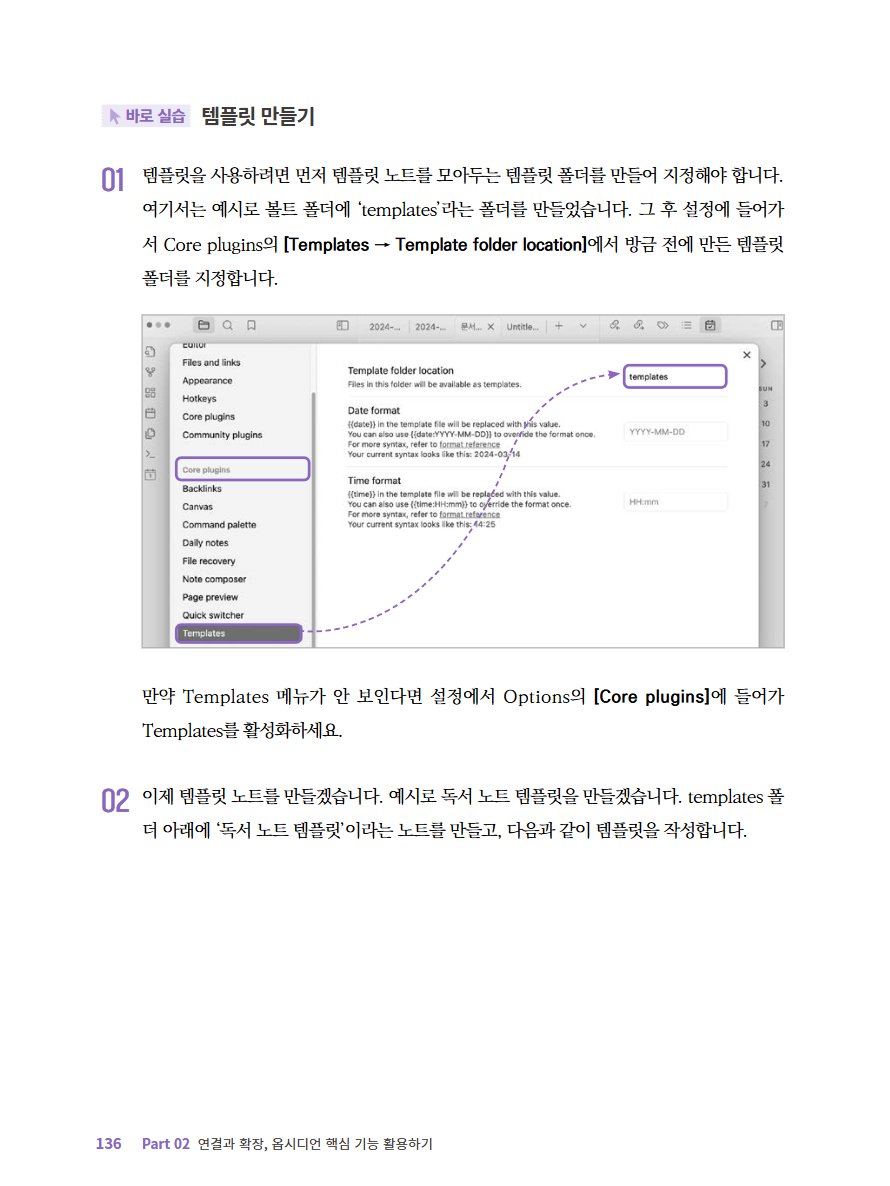 바로 실습 템플릿 만들기
01 템플릿을 사용하려면 먼저 템플릿 노트를 모아두는 템플릿 폴더를 만들어 지정해야 합니다.
여기서는 예시로 볼트 폴더에 ‘templates’라는 폴더를 만들었습니다. 그 후 설정에 들어가
서 Core plugins의 [Templates → Template folder location]에서 방금 전에 만든 템플릿
폴더를 지정합니다.
2024-... 2024-... 문서... × Untitle... +
Editor
Files and links
Appearance
Hotkeys
Core plugins
Community plugins
Core plugins
Backlinks
Canvas
Command palette
Daily notes
File recovery
Note composer
Page preview
Quick switcher
Templates
Template folder location
Files in this folder will be available as templates.
templates
Date format
{{date}} in the template file will be replaced with this value.
You can also use {{date:YYYY-MM-DD}} to override the format once.
For more syntax, refer to format reference
Your current syntax looks like this: 2024-03-14
YYYY-MM-DD
Time format
{{time}} in the template file will be replaced with this value.
You can also use {{time:HH:mm}} to override the format once.
For more syntax, refer to format reference
Your current syntax looks like this: 14:25
HH:mm
SUN
3
10
17
24
31
7
만약 Templates 메뉴가 안 보인다면 설정에서 Options의 [Core plugins]에 들어가
Templates를 활성화하세요.
02 이제 템플릿 노트를 만들겠습니다. 예시로 독서 노트 템플릿을 만들겠습니다. templates 폴
더 아래에 ‘독서 노트 템플릿’이라는 노트를 만들고, 다음과 같이 템플릿을 작성합니다.
136 Part 02 연결과 확장, 옵시디언 핵심 기능 활용하기